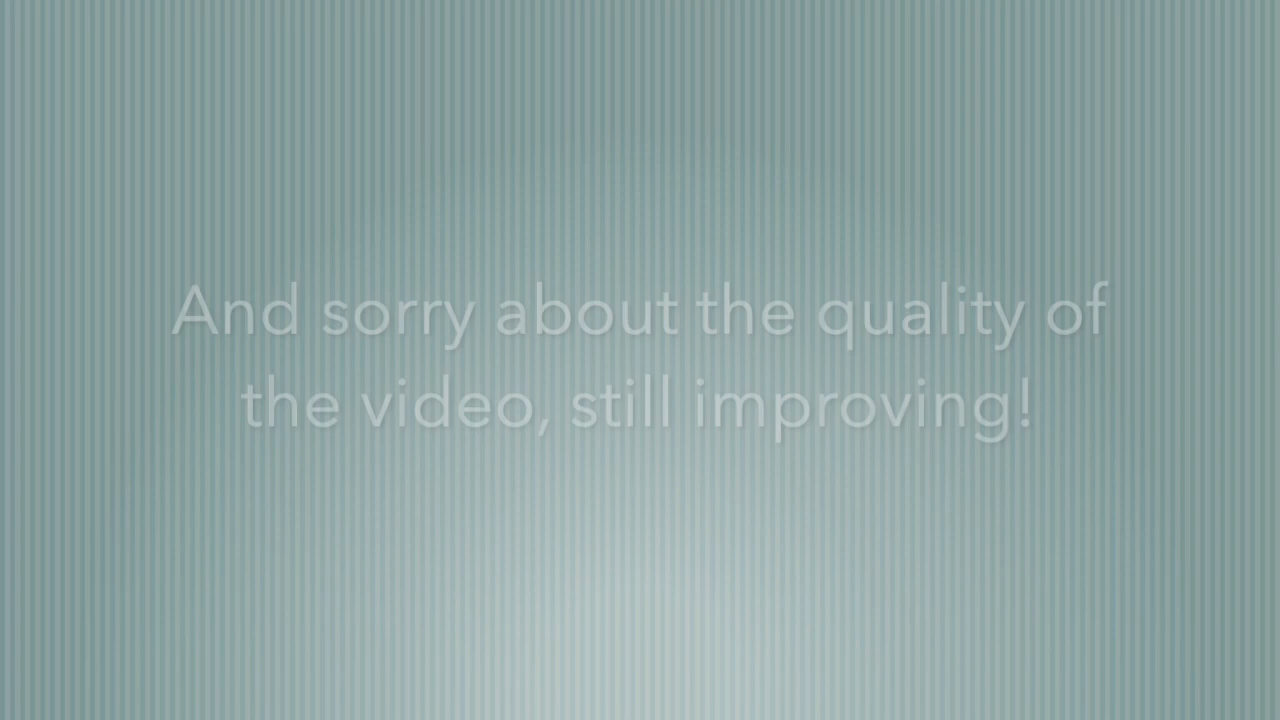 And sorry about the quality of
the video, still improving!